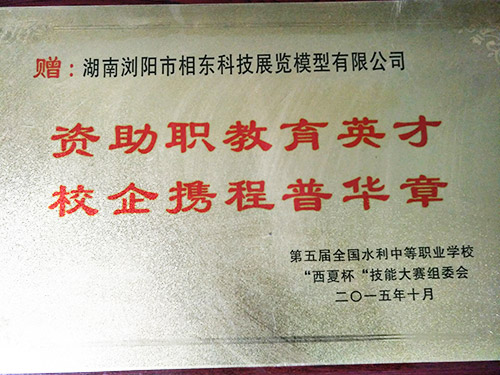 赠：湖南浏阳市相东科技展览模型有限公司
资助职教育英才
校企携程普华章
第五届全国水利中等职业学校
“西夏杯“技能大赛组委会
二〇一五年十月